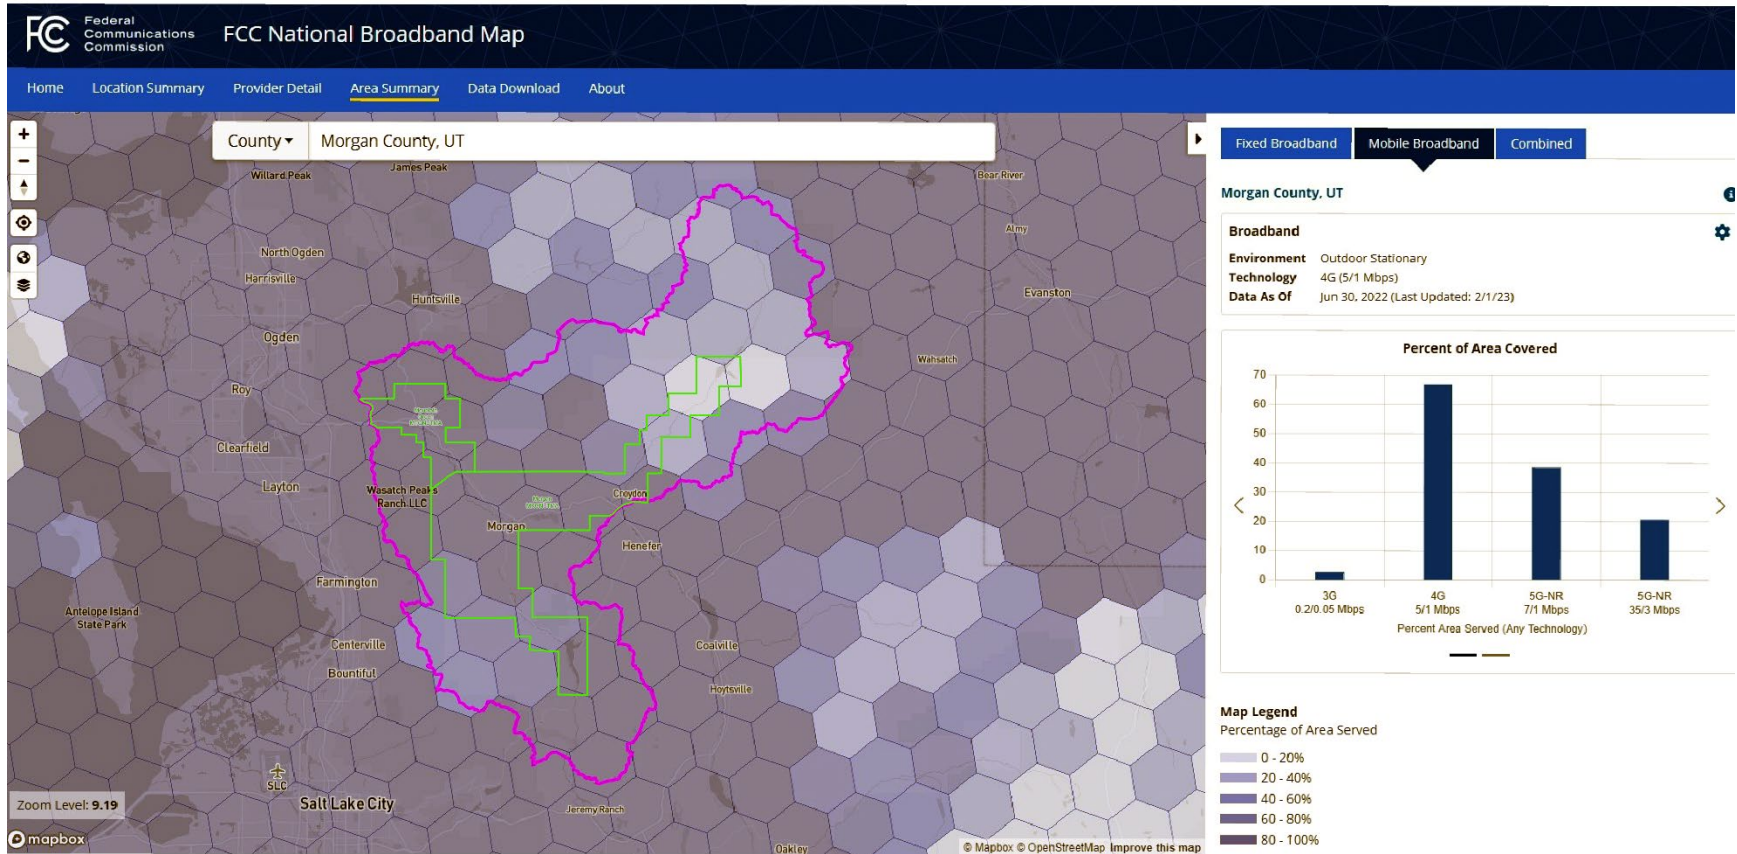 Federal
Communications
Commission
FCC National Broadband Map
Home Location Summary Provider Detail Area Summary Data Download About
County Morgan County, UT
Willard Peak
James Peak
Bear River
Almy
North Ogden
Harrisville
Huntsville
Evanston
Ogden
Wahsatch
Roy
Clearfield
Layton
Wasatch Peaks
Ranch LLC
Croydon
Morgan
Henefer
Farmington
Antelope Island
State Park
Centerville
Coalville
Bountiful
Hoytsville
SLC
Salt Lake City
Jeremy Ranch
Oakley
Zoom Level: 9.19
mapbox
© Mapbox © OpenStreetMap Improve this map
Fixed Broadband Mobile Broadband Combined
Morgan County, UT
Broadband
Environment Outdoor Stationary
Technology 4G (5/1 Mbps)
Data As Of Jun 30, 2022 (Last Updated: 2/1/23)
Percent of Area Covered
70
60
50
40
30
20
10
0
3G 4G 5G-NR 5G-NR
0.2/0.05 Mbps 5/1 Mbps 7/1 Mbps 35/3 Mbps
Percent Area Served (Any Technology)
Map Legend
Percentage of Area Served
0 - 20%
20 - 40%
40 - 60%
60 - 80%
80 - 100%